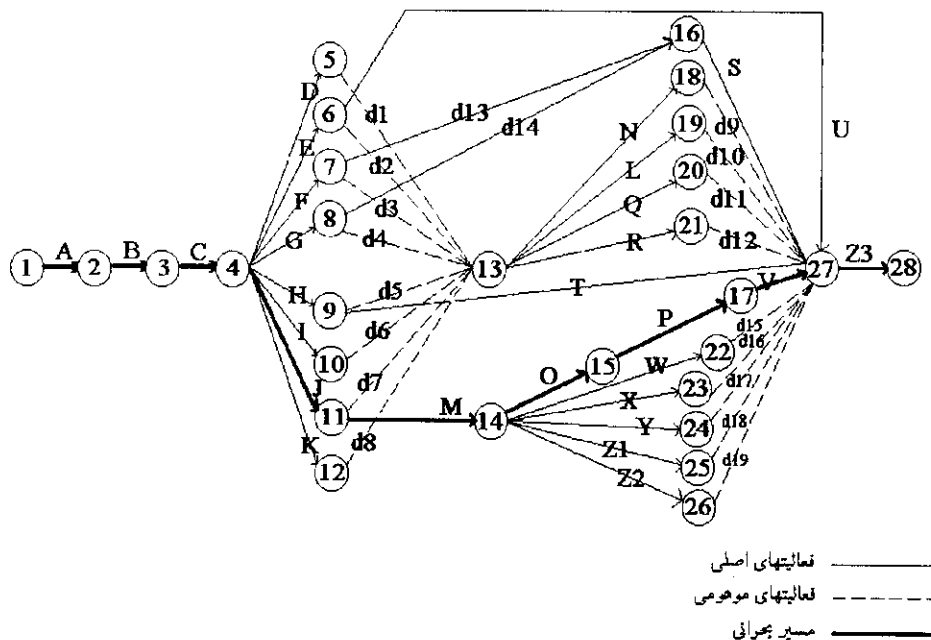 16
5
S
18
D
6
d1
d13
N
19
d9
U
E
d14
d10
7
d2
L
20
F
d3
Q
d11
8
21
G
d4
R
d12
1
A
2
B
3
C
4
13
27
Z3
28
H
d5
T
V
9
17
I
d6
P
d15
10
15
W
22
d16
J
d7
O
X
23
d17
11
M
14
Y
24
d18
K
d8
Z1
25
d19
12
Z2
26
فعالیتهای اصلی
فعالیتهای موهومی
مسیر بحرانی